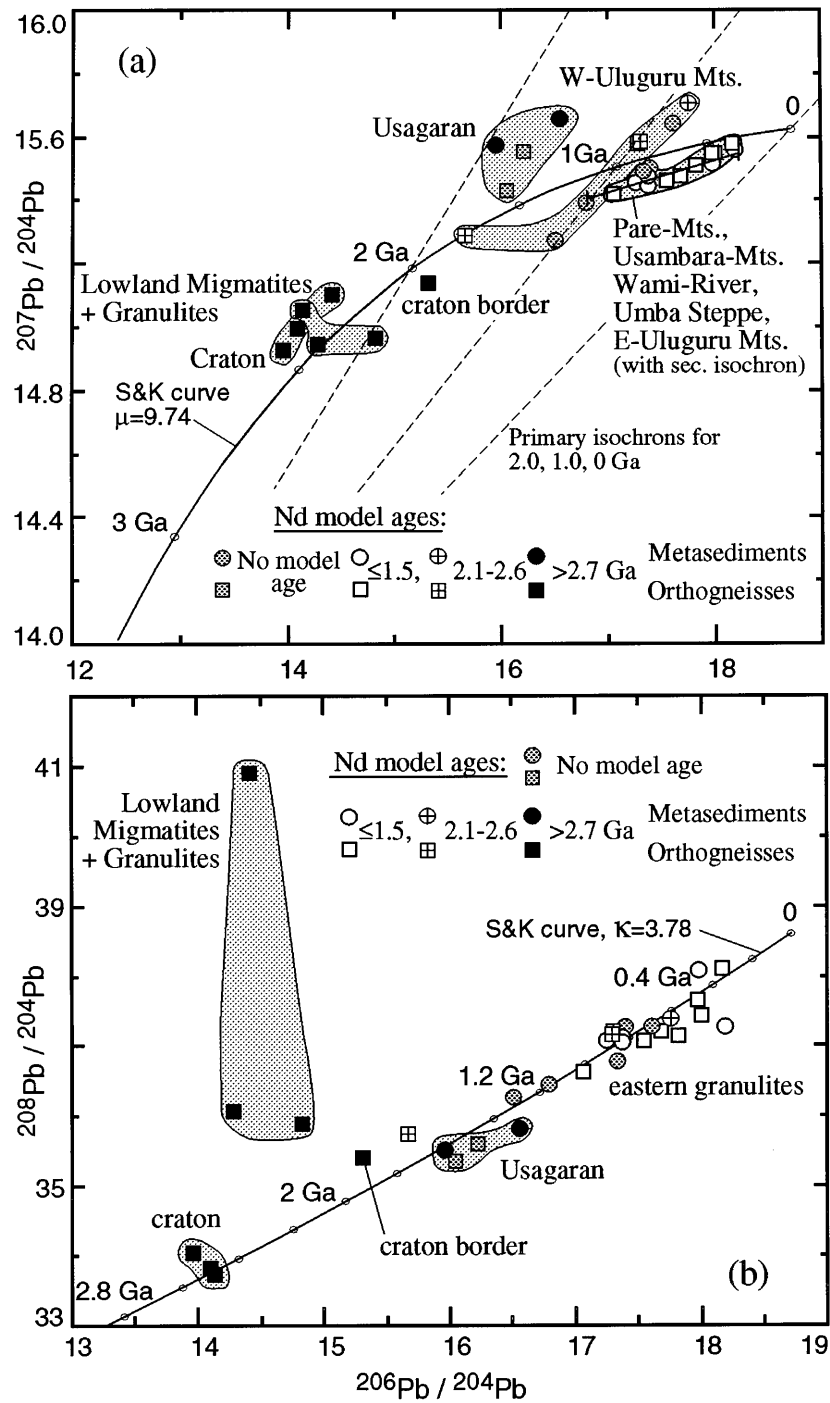 16.0
(a)
W-Uluguru Mts.
0
Usagaran
15.6
1Ga
Pare-Mts.,
Usambara-Mts.
Wami-River,
Umba Steppe,
E-Uluguru Mts.
(with sec. isochron)
2 Ga
207Pb / 204Pb
Lowland Migmatites
+ Granulites
craton border
Craton
14.8
S&K curve
μ=9.74
Primary isochrons for
2.0, 1.0, 0 Ga
14.4
3 Ga
Nd model ages:
No model age
≤1.5, 2.1-2.6 >2.7 Ga
Metasediments
Orthogneisses
14.0
12 14 16 18
41
Nd model ages:
No model age
Lowland
Migmatites
+ Granulites
≤1.5, 2.1-2.6 >2.7 Ga
Metasediments
Orthogneisses
39
0
S&K curve, κ=3.78
0.4 Ga
208Pb / 204Pb
1.2 Ga
eastern granulites
35
2 Ga
Usagaran
craton
craton border
(b)
2.8 Ga
33
13 14 15 16 17 18 19
206Pb / 204Pb